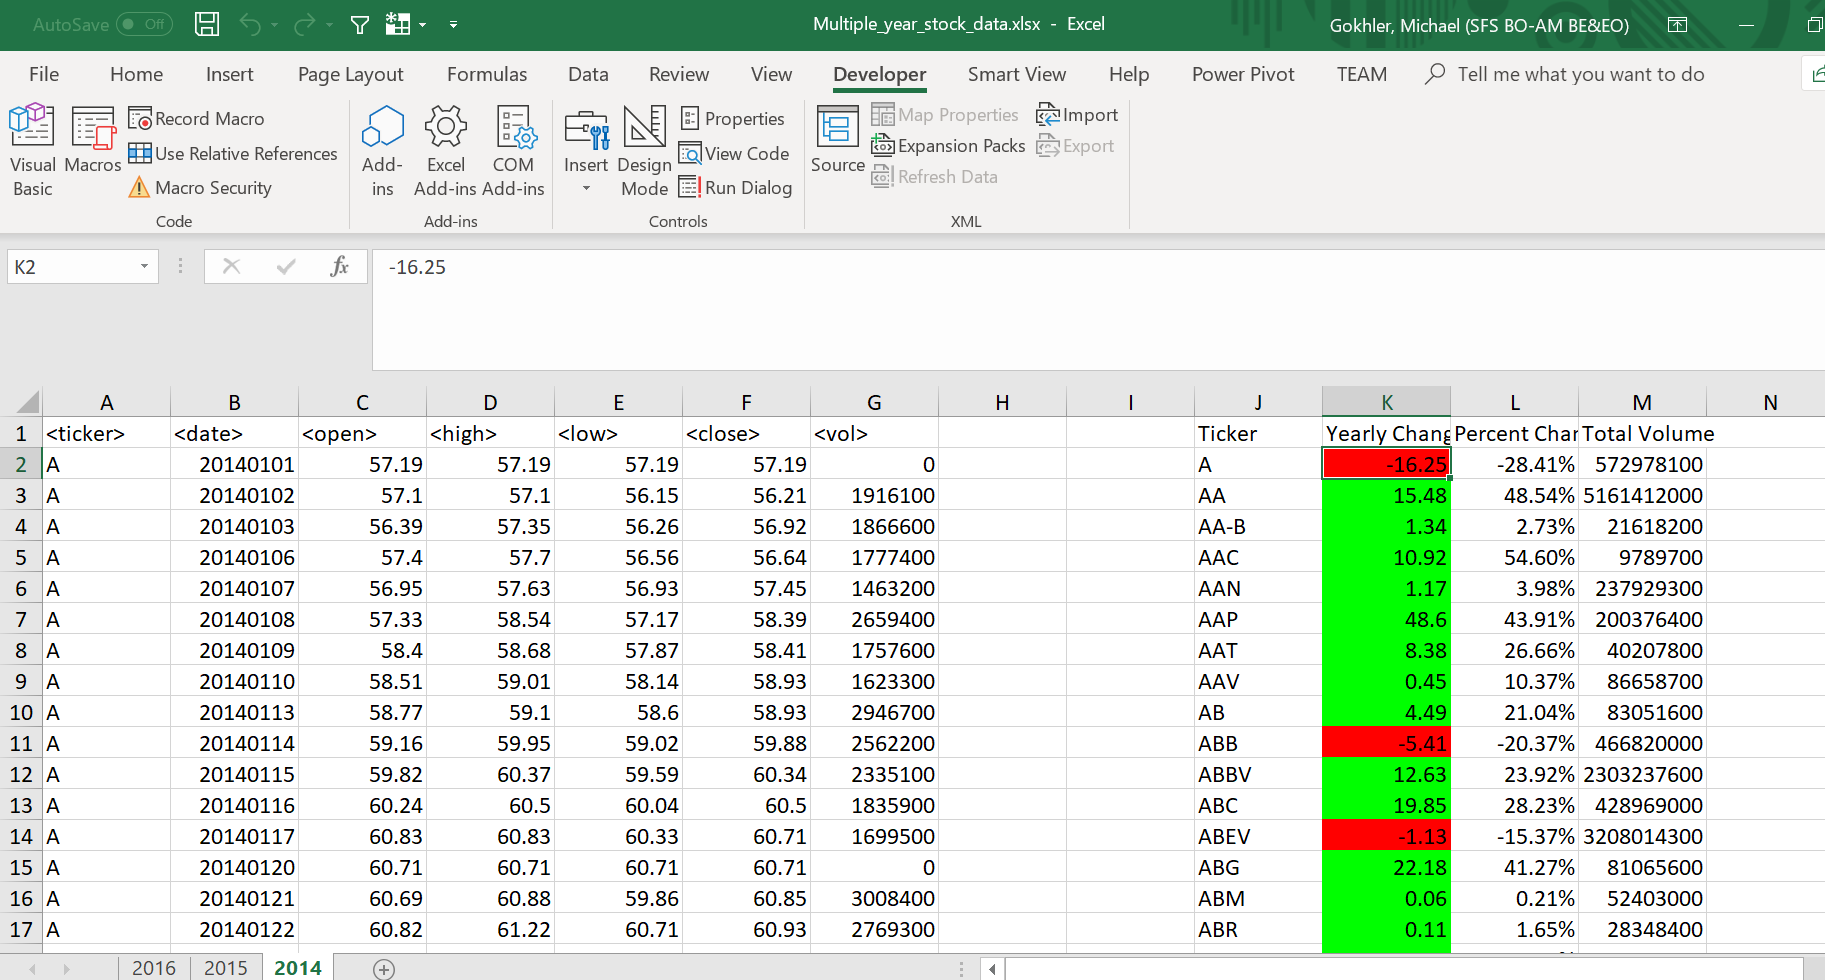 AutoSave Off
Multiple_year_stock_data.xlsx - Excel
Gokhler, Michael (SFS BO-AM BE&EO)
File Home Insert Page Layout Formulas Data Review View Developer Smart View Help Power Pivot TEAM Tell me what you want to do
Visual Basic
Macros
Record Macro
Use Relative References
Macro Security
Code
Add-ins
Excel Add-ins
COM Add-ins
Add-ins
Insert
Design Mode
Properties
View Code
Run Dialog
Controls
Source
Map Properties
Expansion Packs
Refresh Data
Import
Export
XML
K2 fx -16.25
A B C D E F G H I J K L M N
1 <ticker> <date> <open> <high> <low> <close> <vol> Ticker Yearly Chang Percent Char Total Volume
2 A 20140101 57.19 57.19 57.19 57.19 0 A -16.25 -28.41% 572978100
3 A 20140102 57.1 57.1 56.15 56.21 1916100 AA 15.48 48.54% 5161412000
4 A 20140103 56.39 57.35 56.26 56.92 1866600 AA-B 1.34 2.73% 21618200
5 A 20140106 57.4 57.7 56.56 56.64 1777400 AAC 10.92 54.60% 9789700
6 A 20140107 56.95 57.63 56.93 57.45 1463200 AAN 1.17 3.98% 237929300
7 A 20140108 57.33 58.54 57.17 58.39 2659400 AAP 48.6 43.91% 200376400
8 A 20140109 58.4 58.68 57.87 58.41 1757600 AAT 8.38 26.66% 40207800
9 A 20140110 58.51 59.01 58.14 58.93 1623300 AAV 0.45 10.37% 86658700
10 A 20140113 58.77 59.1 58.6 58.93 2946700 AB 4.49 21.04% 83051600
11 A 20140114 59.16 59.95 59.02 59.88 2562200 ABB -5.41 -20.37% 466820000
12 A 20140115 59.82 60.37 59.59 60.34 2335100 ABBV 12.63 23.92% 2303237600
13 A 20140116 60.24 60.5 60.04 60.5 1835900 ABC 19.85 28.23% 428969000
14 A 20140117 60.83 60.83 60.33 60.71 1699500 ABEV -1.13 -15.37% 3208014300
15 A 20140120 60.71 60.71 60.71 60.71 0 ABG 22.18 41.27% 81065600
16 A 20140121 60.69 60.88 59.86 60.85 3008400 ABM 0.06 0.21% 52403000
17 A 20140122 60.82 61.22 60.71 60.93 2769300 ABR 0.11 1.65% 28348400
2016 2015 2014